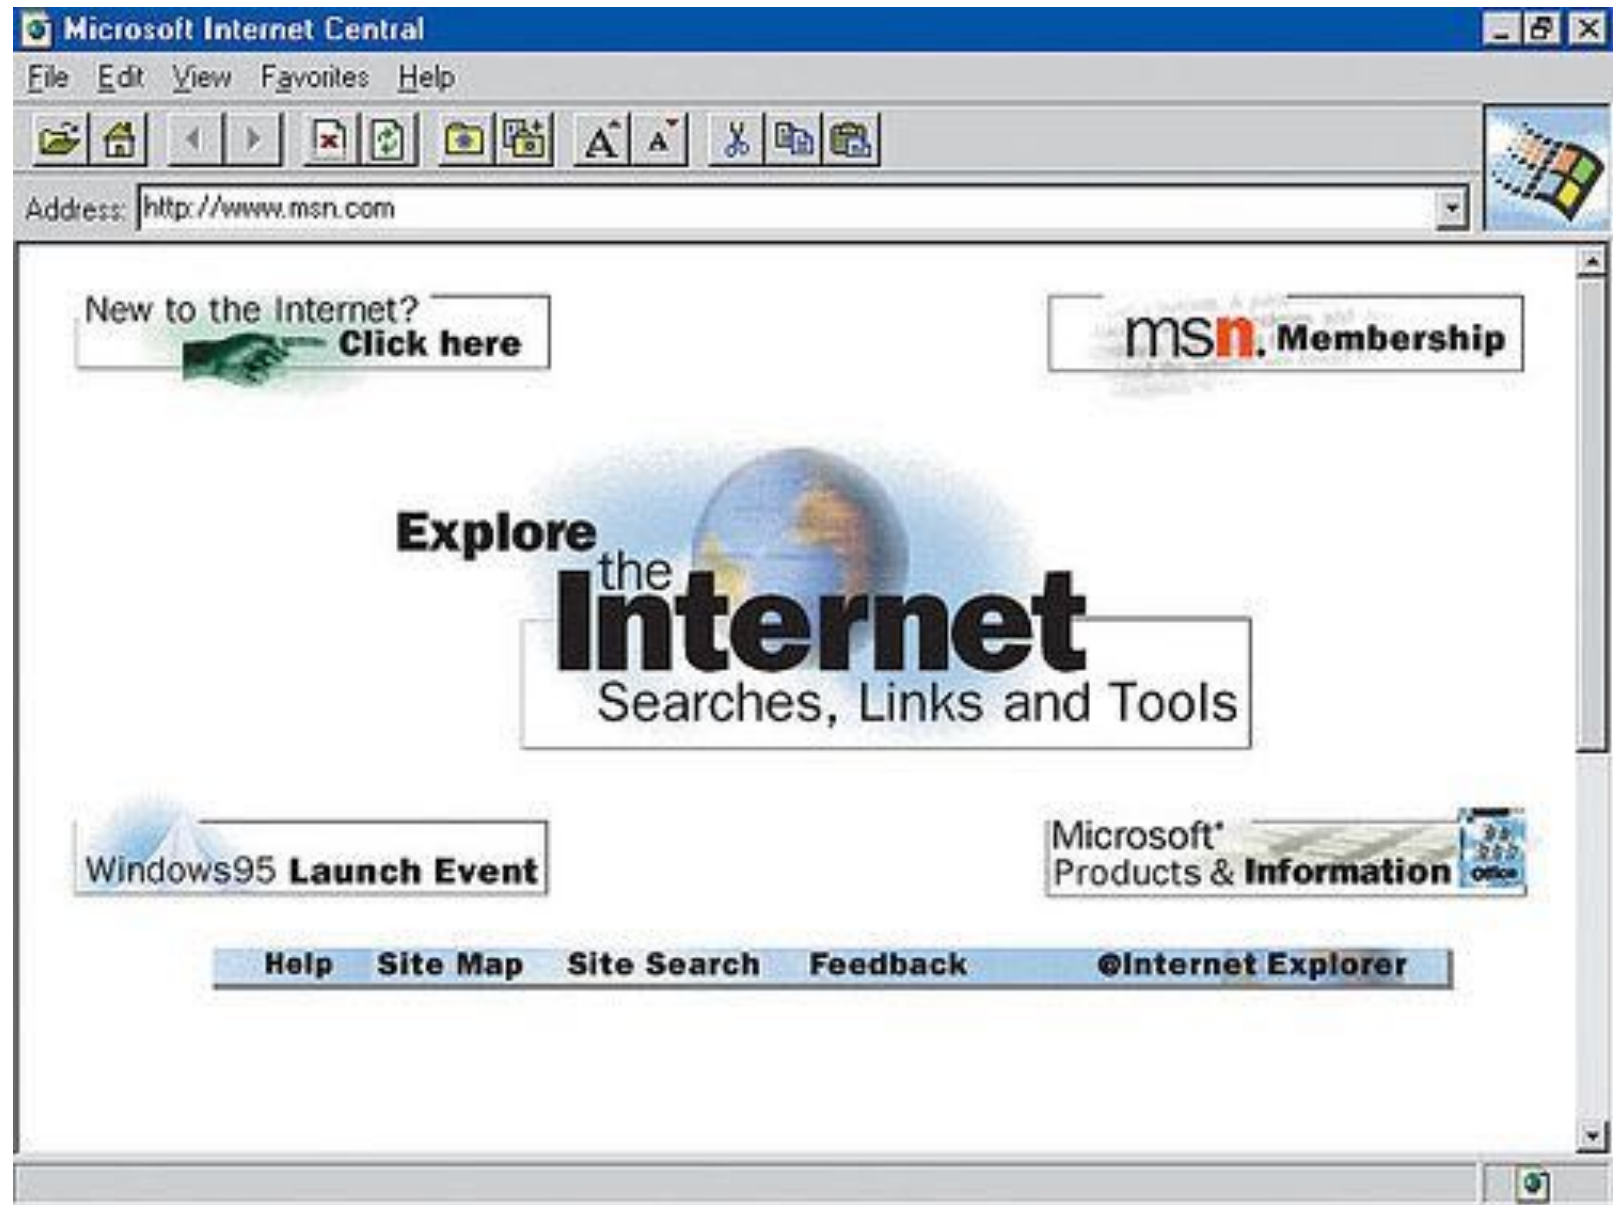 Microsoft Internet Central
File Edit View Favorites Help
A A
Address: http://www.msn.com
New to the Internet?
Click here
msn. Membership
Explore
the
Internet
Searches, Links and Tools
Windows95 Launch Event
Microsoft
Products & Information
Office
Help Site Map Site Search Feedback @Internet Explorer